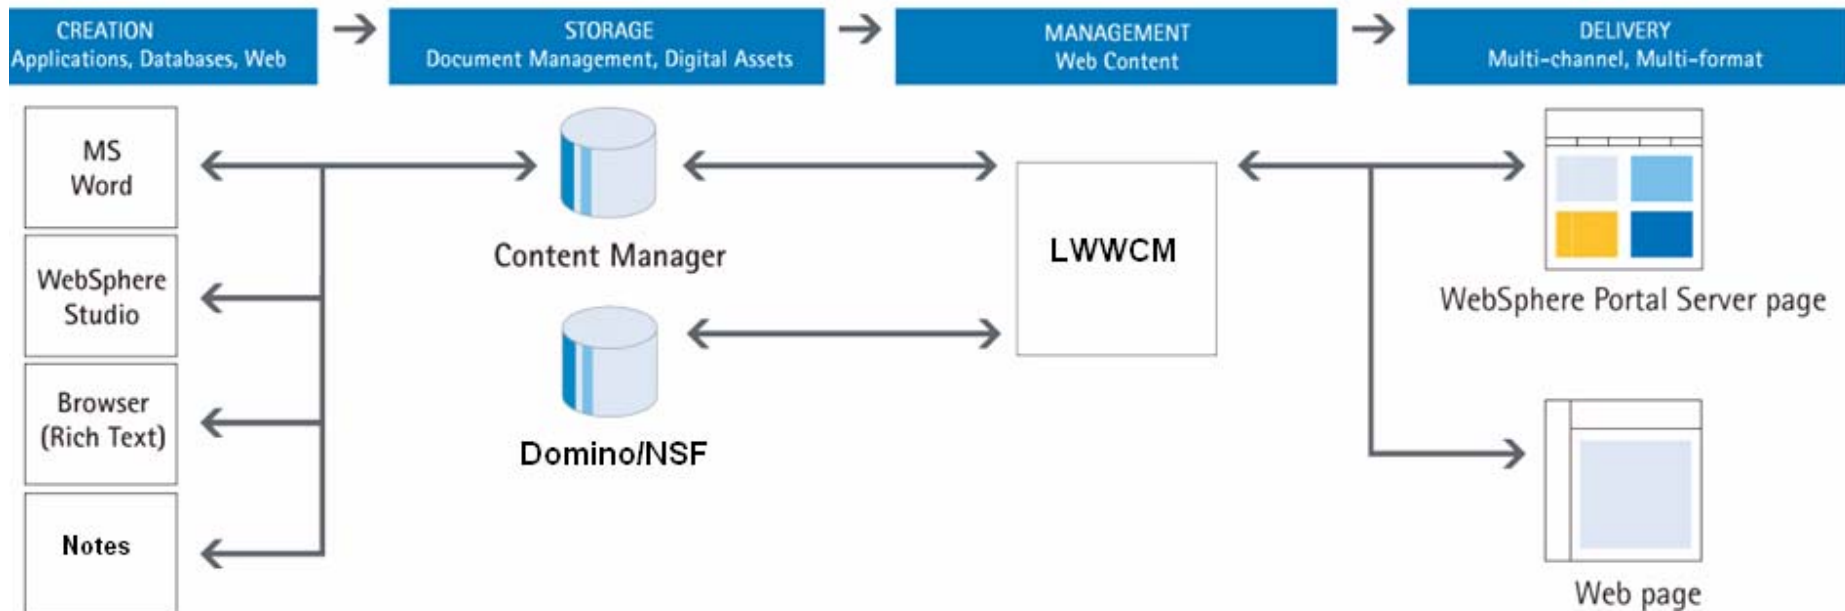 CREATION
Applications, Databases, Web
STORAGE
Document Management, Digital Assets
MANAGEMENT
Web Content
DELIVERY
Multi-channel, Multi-format
MS
Word
WebSphere
Studio
Browser
(Rich Text)
Notes
Content Manager
Domino/NSF
LWWCM
WebSphere Portal Server page
Web page